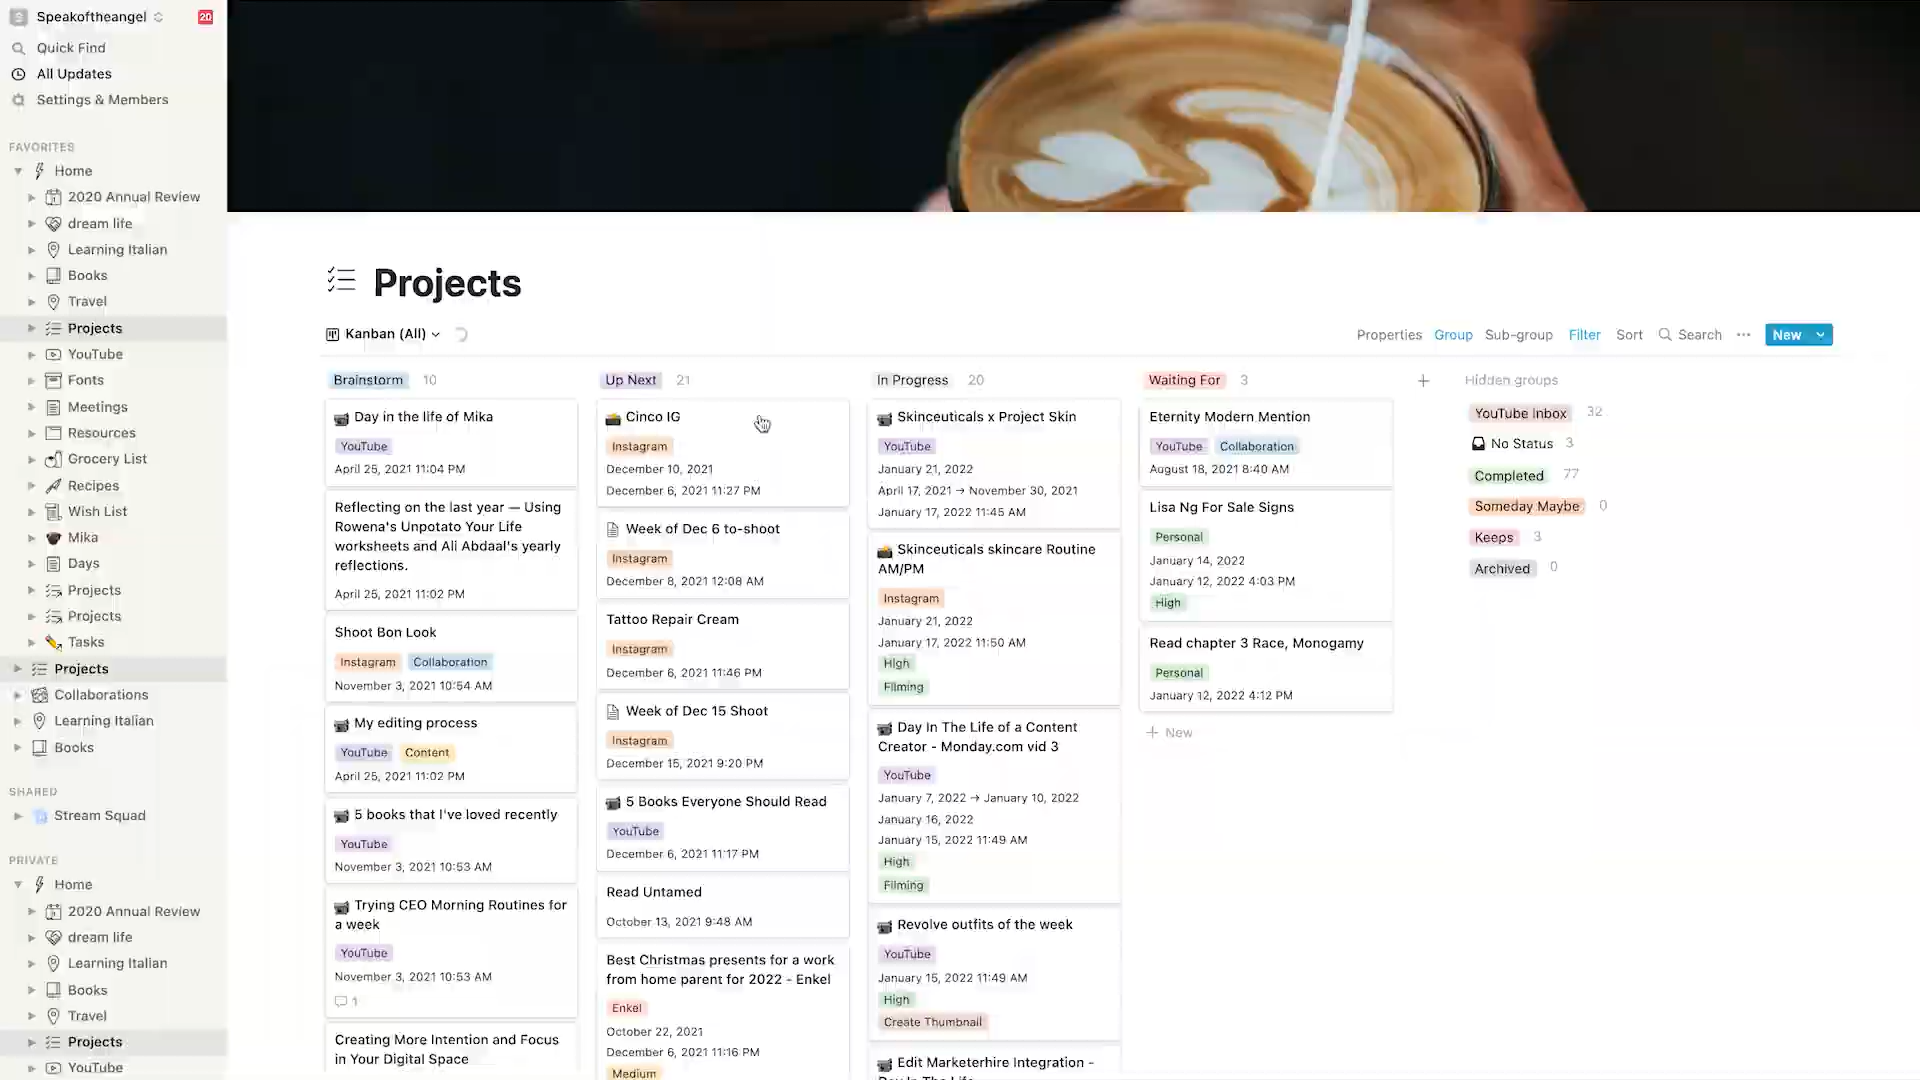 Speakoftheangel
20
Quick Find
All Updates
Settings & Members
FAVORITES
Home
2020 Annual Review
dream life
Learning Italian
Books
Travel
Projects
YouTube
Fonts
Meetings
Resources
Grocery List
Recipes
Wish List
Mika
Days
Projects
Projects
Tasks
Projects
Collaborations
Learning Italian
Books
SHARED
Stream Squad
PRIVATE
Home
2020 Annual Review
dream life
Learning Italian
Books
Travel
Projects
YouTube
Projects
Kanban (All)
Properties Group Sub-group Filter Sort Search ··· New
Brainstorm 10
Day in the life of Mika
YouTube
April 25, 2021 11:04 PM
Reflecting on the last year — Using
Rowena's Unpotato Your Life
worksheets and Ali Abdaal's yearly
reflections.
April 25, 2021 11:02 PM
Shoot Bon Look
Instagram Collaboration
November 3, 2021 10:54 AM
My editing process
YouTube Content
April 25, 2021 11:02 PM
5 books that I've loved recently
YouTube
November 3, 2021 10:53 AM
Trying CEO Morning Routines for
a week
YouTube
November 3, 2021 10:53 AM
1
Creating More Intention and Focus
in Your Digital Space
Up Next 21
Cinco IG
Instagram
December 10, 2021
December 6, 2021 11:27 PM
Week of Dec 6 to-shoot
Instagram
December 8, 2021 12:08 AM
Tattoo Repair Cream
Instagram
December 6, 2021 11:46 PM
Week of Dec 15 Shoot
Instagram
December 15, 2021 9:20 PM
5 Books Everyone Should Read
YouTube
December 6, 2021 11:17 PM
Read Untamed
October 13, 2021 9:48 AM
Best Christmas presents for a work
from home parent for 2022 - Enkel
Enkel
October 22, 2021
December 6, 2021 11:16 PM
Medium
In Progress 20
Skinceuticals x Project Skin
YouTube
January 21, 2022
April 17, 2021 → November 30, 2021
January 17, 2022 11:45 AM
Skinceuticals skincare Routine
AM/PM
Instagram
January 21, 2022
January 17, 2022 11:50 AM
High
Filming
Day In The Life of a Content
Creator - Monday.com vid 3
YouTube
January 7, 2022 → January 10, 2022
January 16, 2022
January 15, 2022 11:49 AM
High
Filming
Revolve outfits of the week
YouTube
January 15, 2022 11:49 AM
High
Create Thumbnail
Edit Marketerhire Integration -
Day In The Life
Waiting For 3
Eternity Modern Mention
YouTube Collaboration
August 18, 2021 8:40 AM
Lisa Ng For Sale Signs
Personal
January 14, 2022
January 12, 2022 4:03 PM
High
Read chapter 3 Race, Monogamy
Personal
January 12, 2022 4:12 PM
+ New
+
Hidden groups
YouTube Inbox 32
No Status 3
Completed 77
Someday Maybe 0
Keeps 3
Archived 0